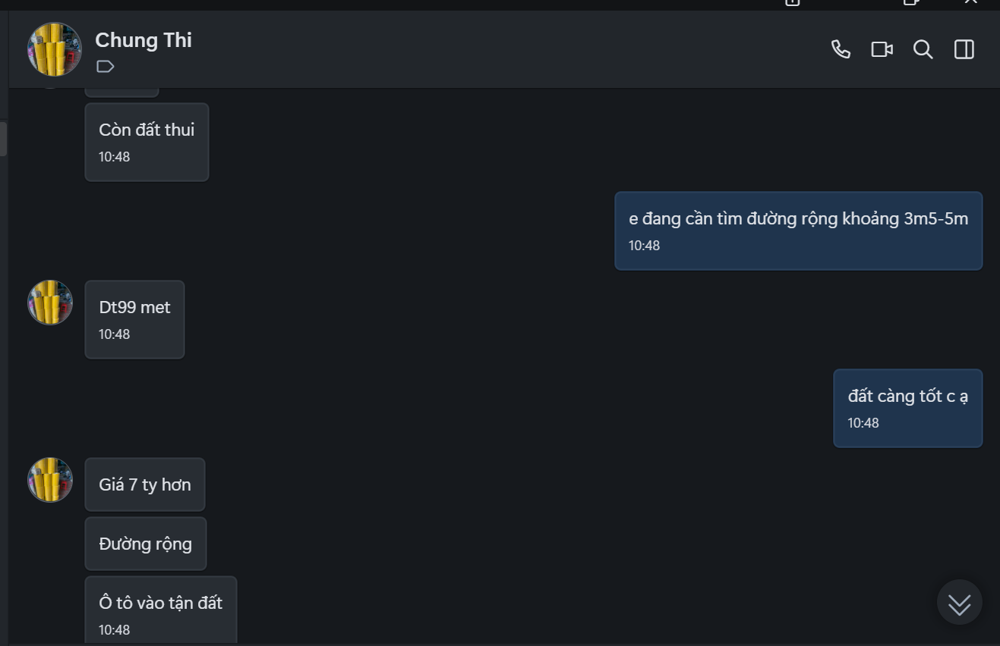 Chung Thi
Còn đất thui
10:48
e đang cần tìm đường rộng khoảng 3m5-5m
10:48
Dt99 met
10:48
đất càng tốt c ạ
10:48
Giá 7 ty hơn
Đường rộng
Ô tô vào tận đất
10:48